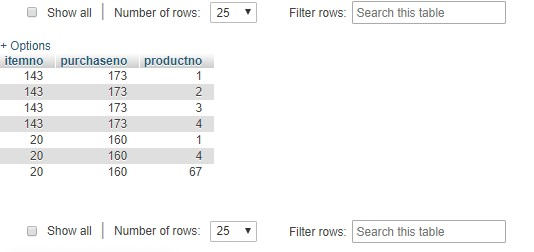 Show all Number of rows: 25 Filter rows: Search this table
+ Options
itemno purchaseno productno
143 173 1
143 173 2
143 173 3
143 173 4
20 160 1
20 160 4
20 160 67
Show all Number of rows: 25 Filter rows: Search this table